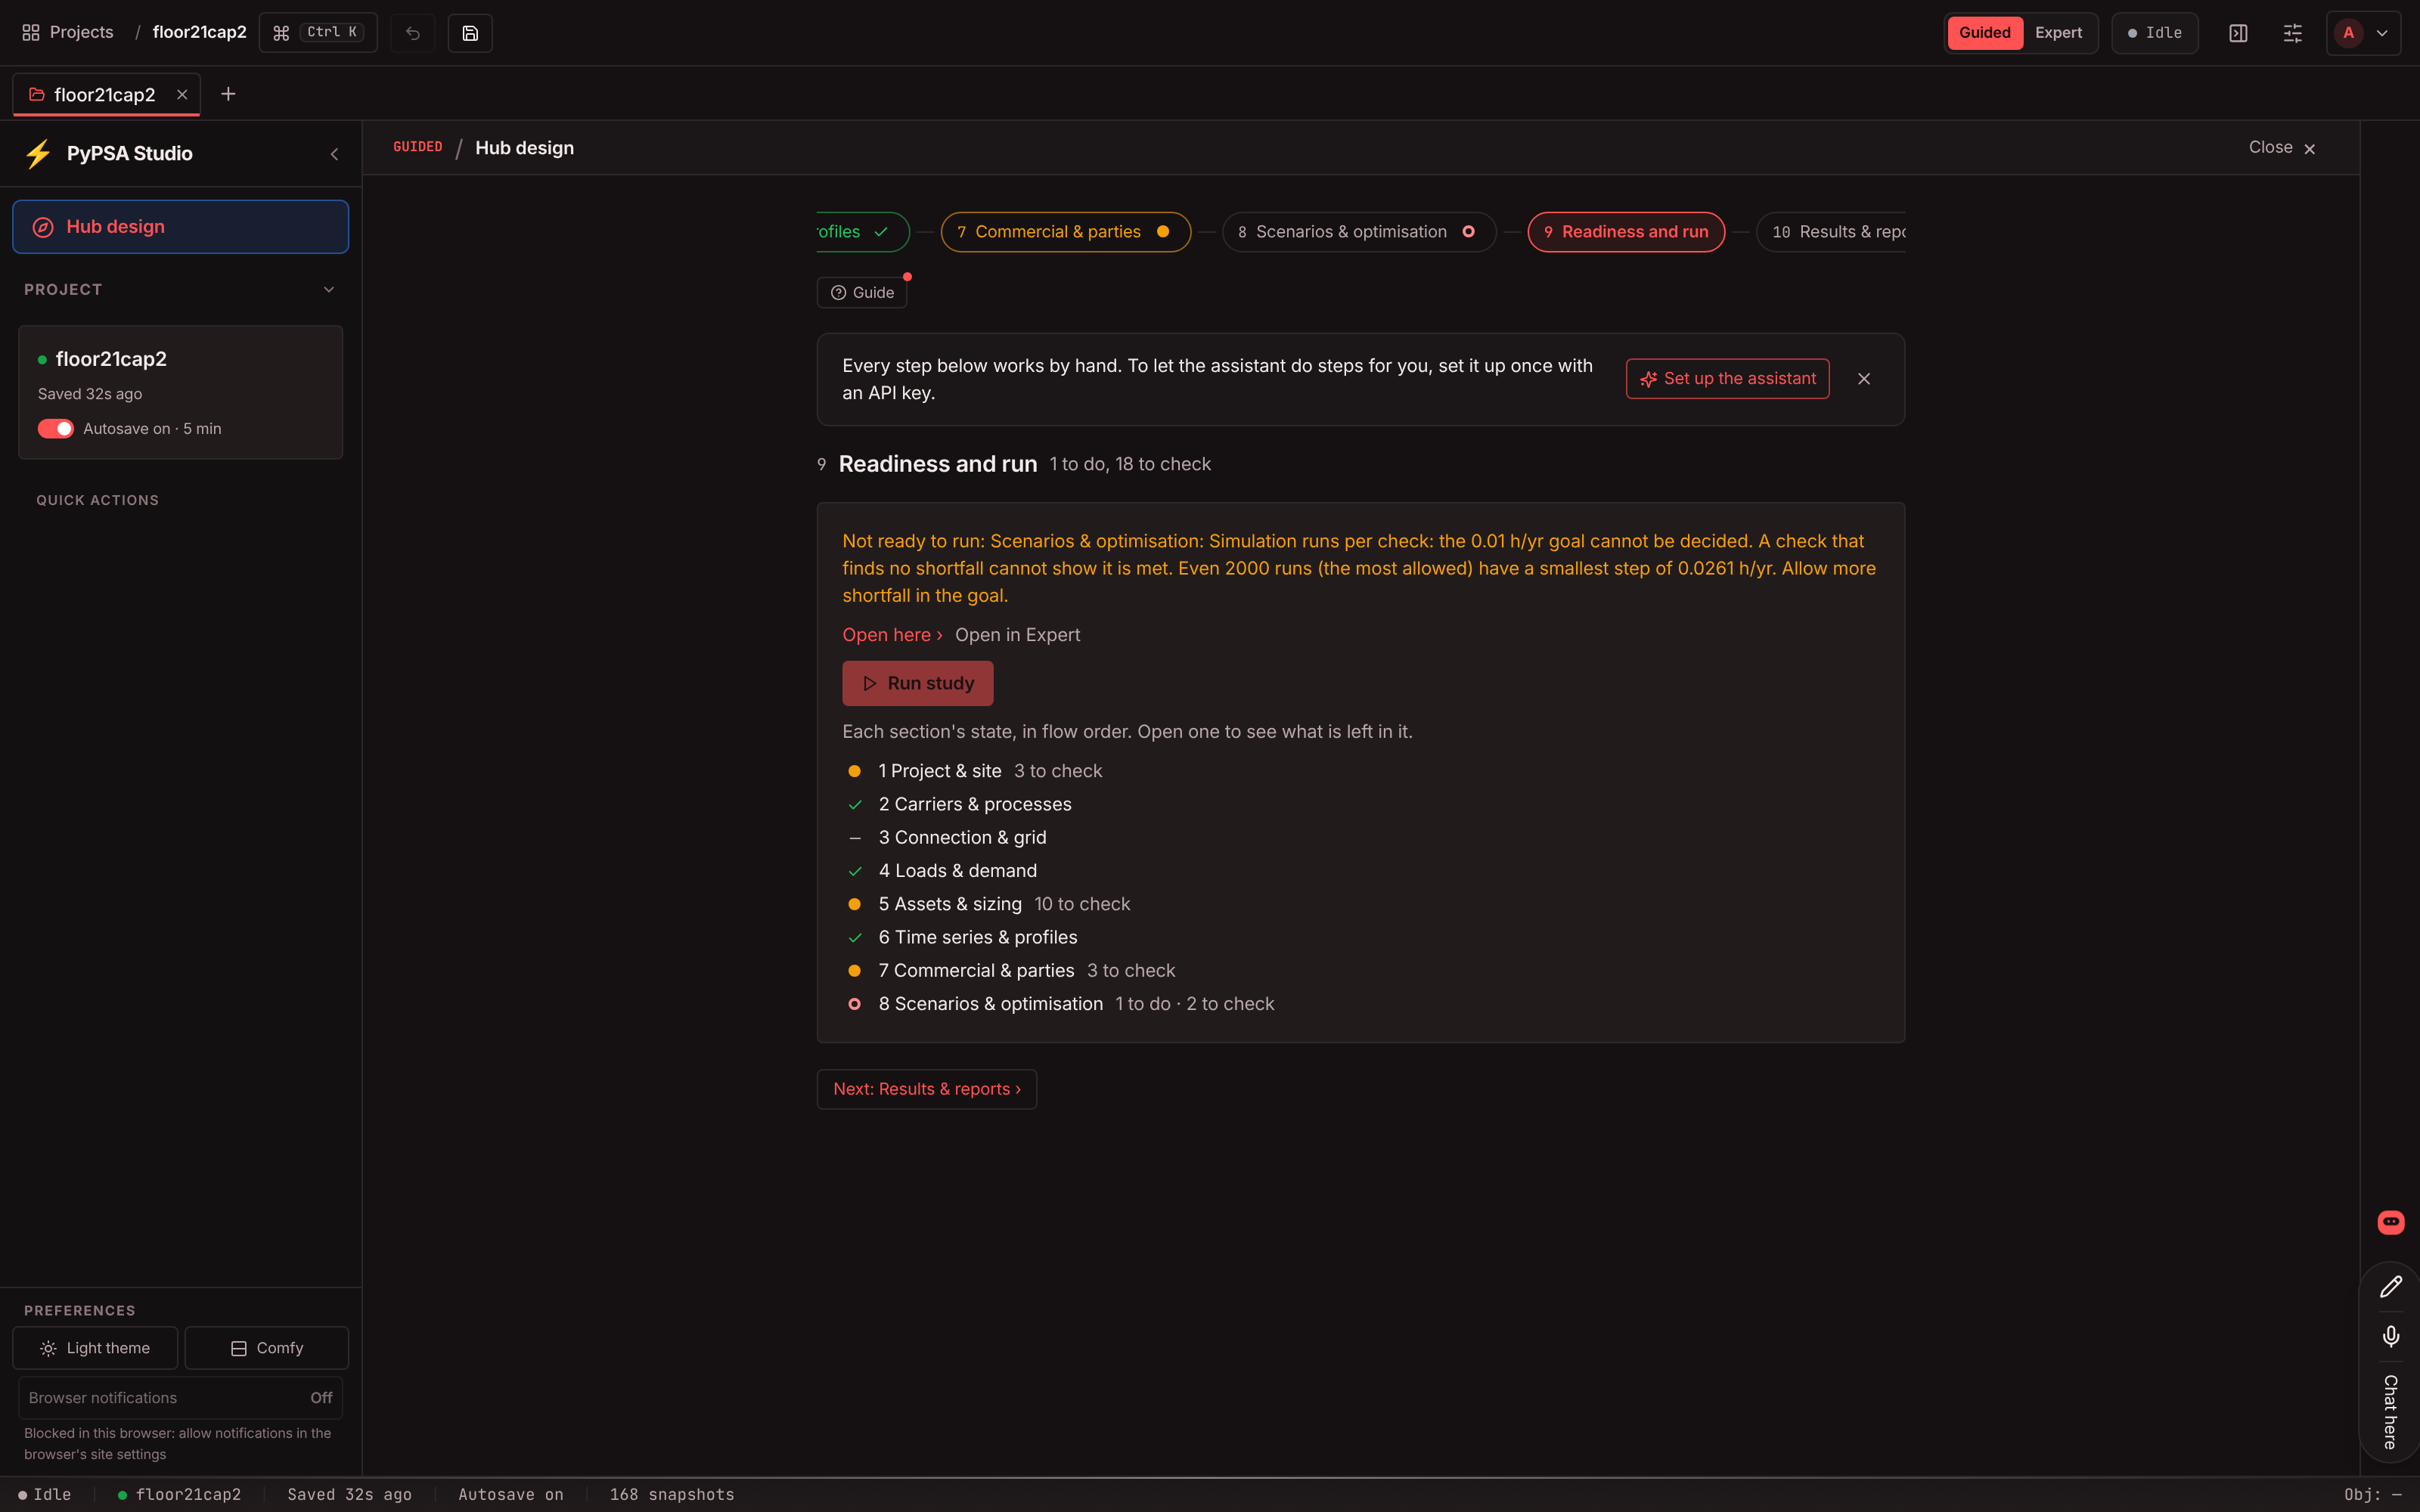 Projects / floor21cap2 Ctrl K
Guided Expert Idle A
floor21cap2
PyPSA Studio
GUIDED / Hub design
Close
Hub design
PROJECT
floor21cap2
Saved 32s ago
Autosave on · 5 min
QUICK ACTIONS
ofiles
7 Commercial & parties
8 Scenarios & optimisation
9 Readiness and run
10 Results & repo
Guide
Every step below works by hand. To let the assistant do steps for you, set it up once with
an API key.
Set up the assistant
9 Readiness and run 1 to do, 18 to check
Not ready to run: Scenarios & optimisation: Simulation runs per check: the 0.01 h/yr goal cannot be decided. A check that
finds no shortfall cannot show it is met. Even 2000 runs (the most allowed) have a smallest step of 0.0261 h/yr. Allow more
shortfall in the goal.
Open here › Open in Expert
Run study
Each section's state, in flow order. Open one to see what is left in it.
1 Project & site 3 to check
2 Carriers & processes
3 Connection & grid
4 Loads & demand
5 Assets & sizing 10 to check
6 Time series & profiles
7 Commercial & parties 3 to check
8 Scenarios & optimisation 1 to do · 2 to check
Next: Results & reports ›
PREFERENCES
Light theme
Comfy
Browser notifications Off
Blocked in this browser: allow notifications in the
browser's site settings
Chat here
Idle floor21cap2 Saved 32s ago Autosave on 168 snapshots Obj: —